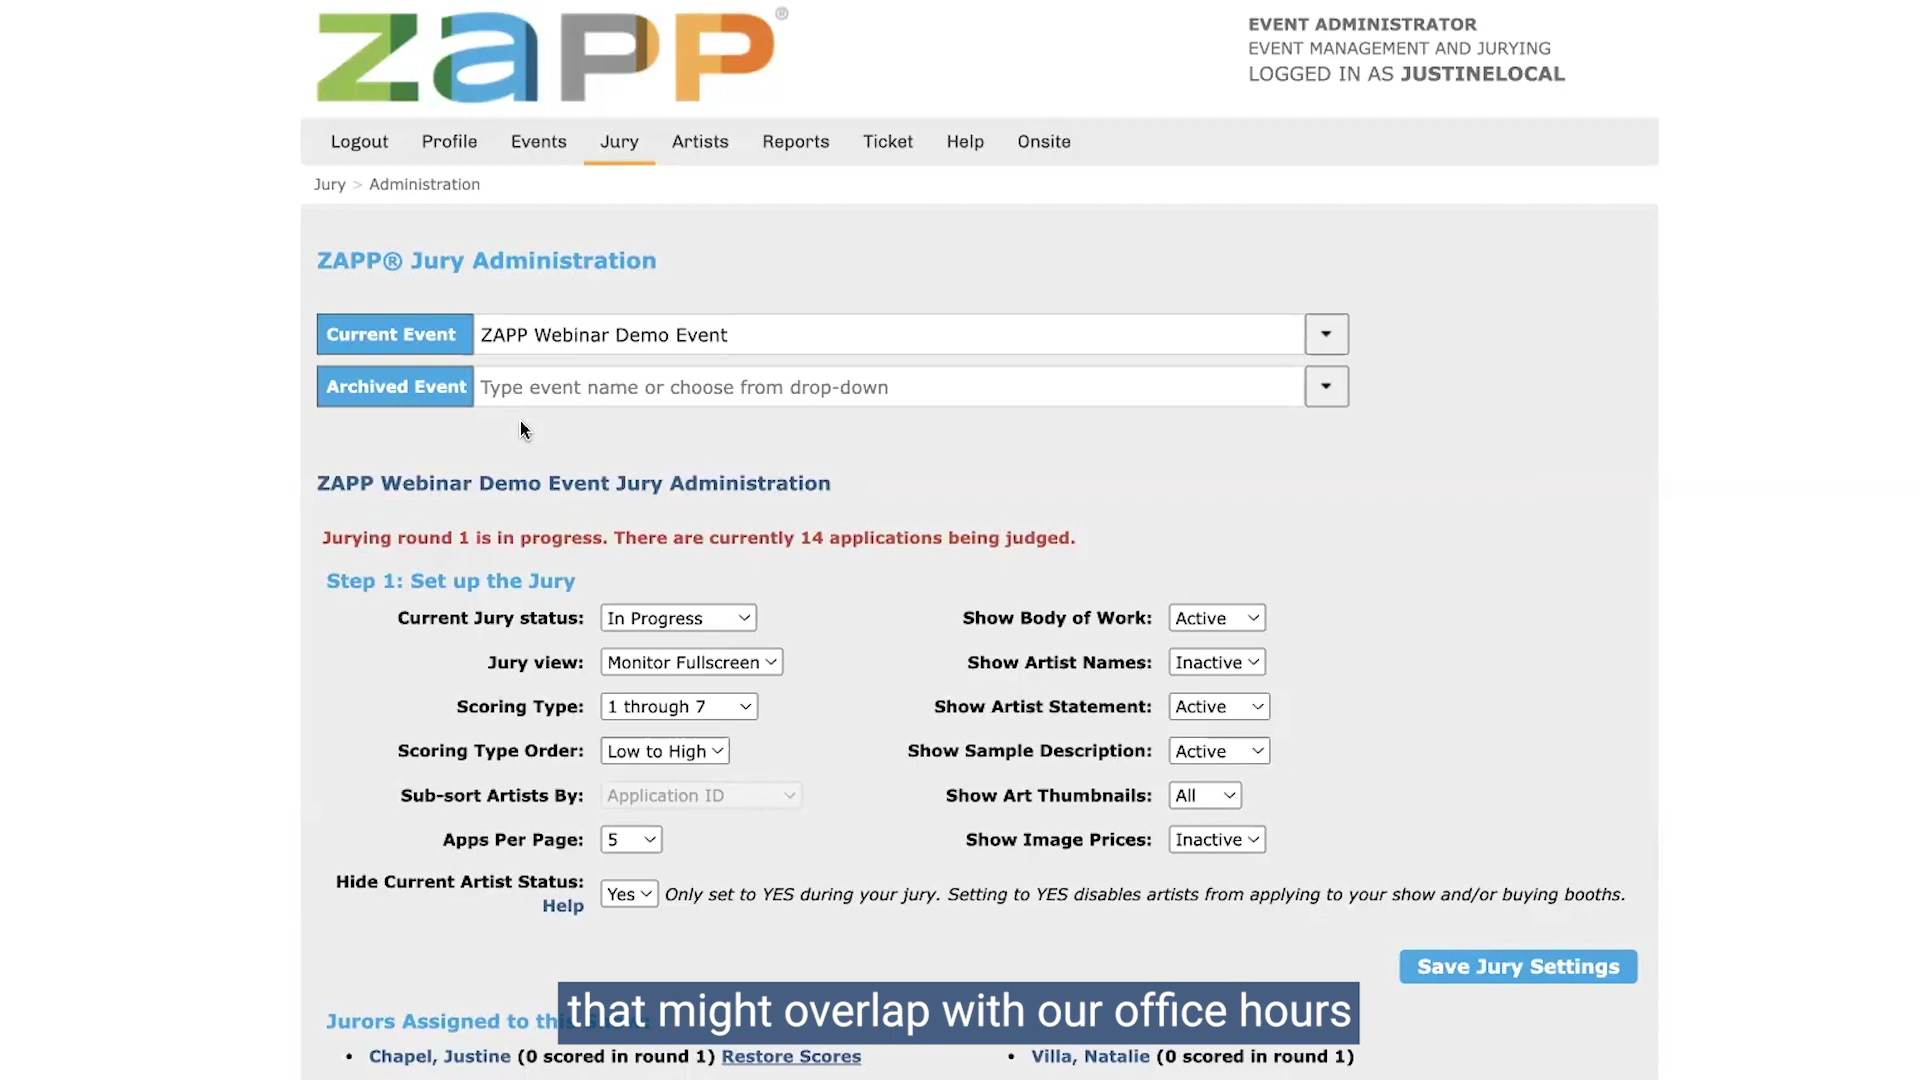 zapp®
EVENT ADMINISTRATOR
EVENT MANAGEMENT AND JURYING
LOGGED IN AS JUSTINELOCAL
Logout Profile Events Jury Artists Reports Ticket Help Onsite
Jury > Administration
ZAPP® Jury Administration
Current Event ZAPP Webinar Demo Event
Archived Event Type event name or choose from drop-down
ZAPP Webinar Demo Event Jury Administration
Jurying round 1 is in progress. There are currently 14 applications being judged.
Step 1: Set up the Jury
Current Jury status: In Progress Show Body of Work: Active
Jury view: Monitor Fullscreen Show Artist Names: Inactive
Scoring Type: 1 through 7 Show Artist Statement: Active
Scoring Type Order: Low to High Show Sample Description: Active
Sub-sort Artists By: Application ID Show Art Thumbnails: All
Apps Per Page: 5 Show Image Prices: Inactive
Hide Current Artist Status: Yes Only set to YES during your jury. Setting to YES disables artists from applying to your show and/or buying booths.
Help
Save Jury Settings
that might overlap with our office hours
Jurors Assigned to
• Chapel, Justine (0 scored in round 1) Restore Scores • Villa, Natalie (0 scored in round 1)